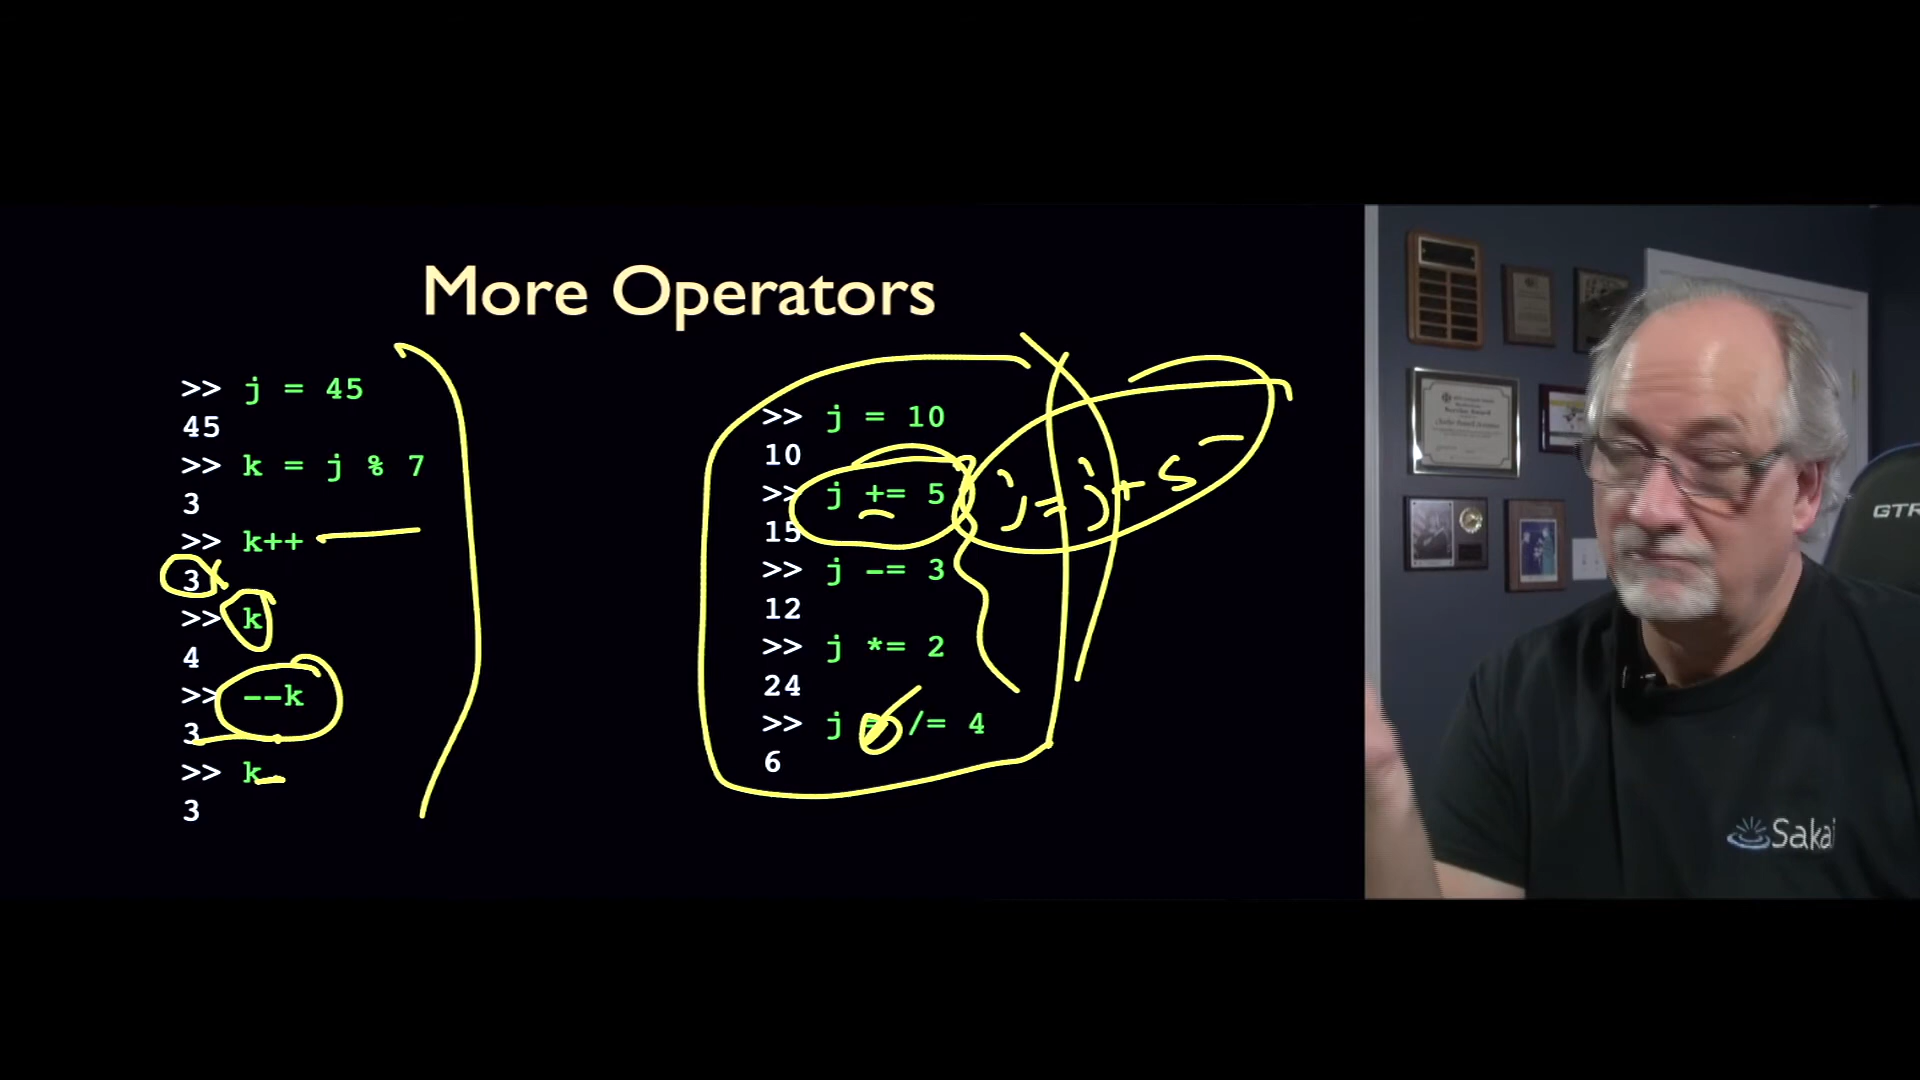 More Operators
>> j = 45
45
>> k = j % 7
3
>> k++
3
>> k
4
>> --k
3
>> k
3
>> j = 10
10
>> j += 5
j = j + 5
15
>> j -= 3
12
>> j *= 2
24
>> j = /= 4
6
GTR
Sakai